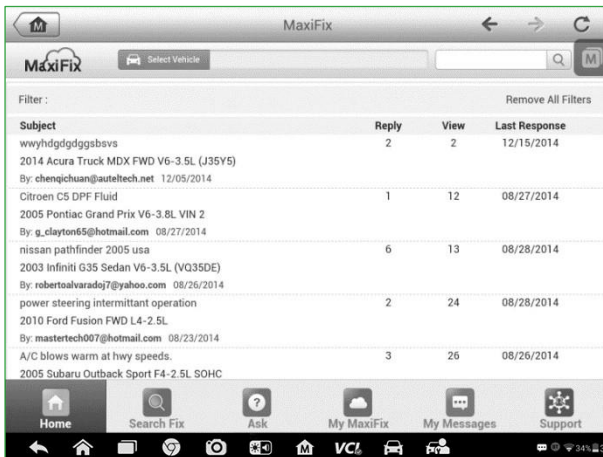 MaxiFix
MaxiFix
Select Vehicle
M
Filter :
Remove All Filters
Subject Reply View Last Response
wwyhdgdgdggsbsvs 2 2 12/15/2014
2014 Acura Truck MDX FWD V6-3.5L (J35Y5)
By: chenqichuan@auteltech.net 12/05/2014
Citroen C5 DPF Fluid 1 12 08/27/2014
2005 Pontiac Grand Prix V6-3.8L VIN 2
By: g_clayton65@hotmail.com 08/27/2014
nissan pathfinder 2005 usa 6 13 08/28/2014
2003 Infiniti G35 Sedan V6-3.5L (VQ35DE)
By: robertoalvaradoj7@yahoo.com 08/26/2014
power steering intermittant operation 2 24 08/28/2014
2010 Ford Fusion FWD L4-2.5L
By: mastertech007@hotmail.com 08/23/2014
A/C blows warm at hwy speeds. 3 26 08/26/2014
2005 Subaru Outback Sport F4-2.5L SOHC
Home Search Fix Ask My MaxiFix My Messages Support
M VCI 34%